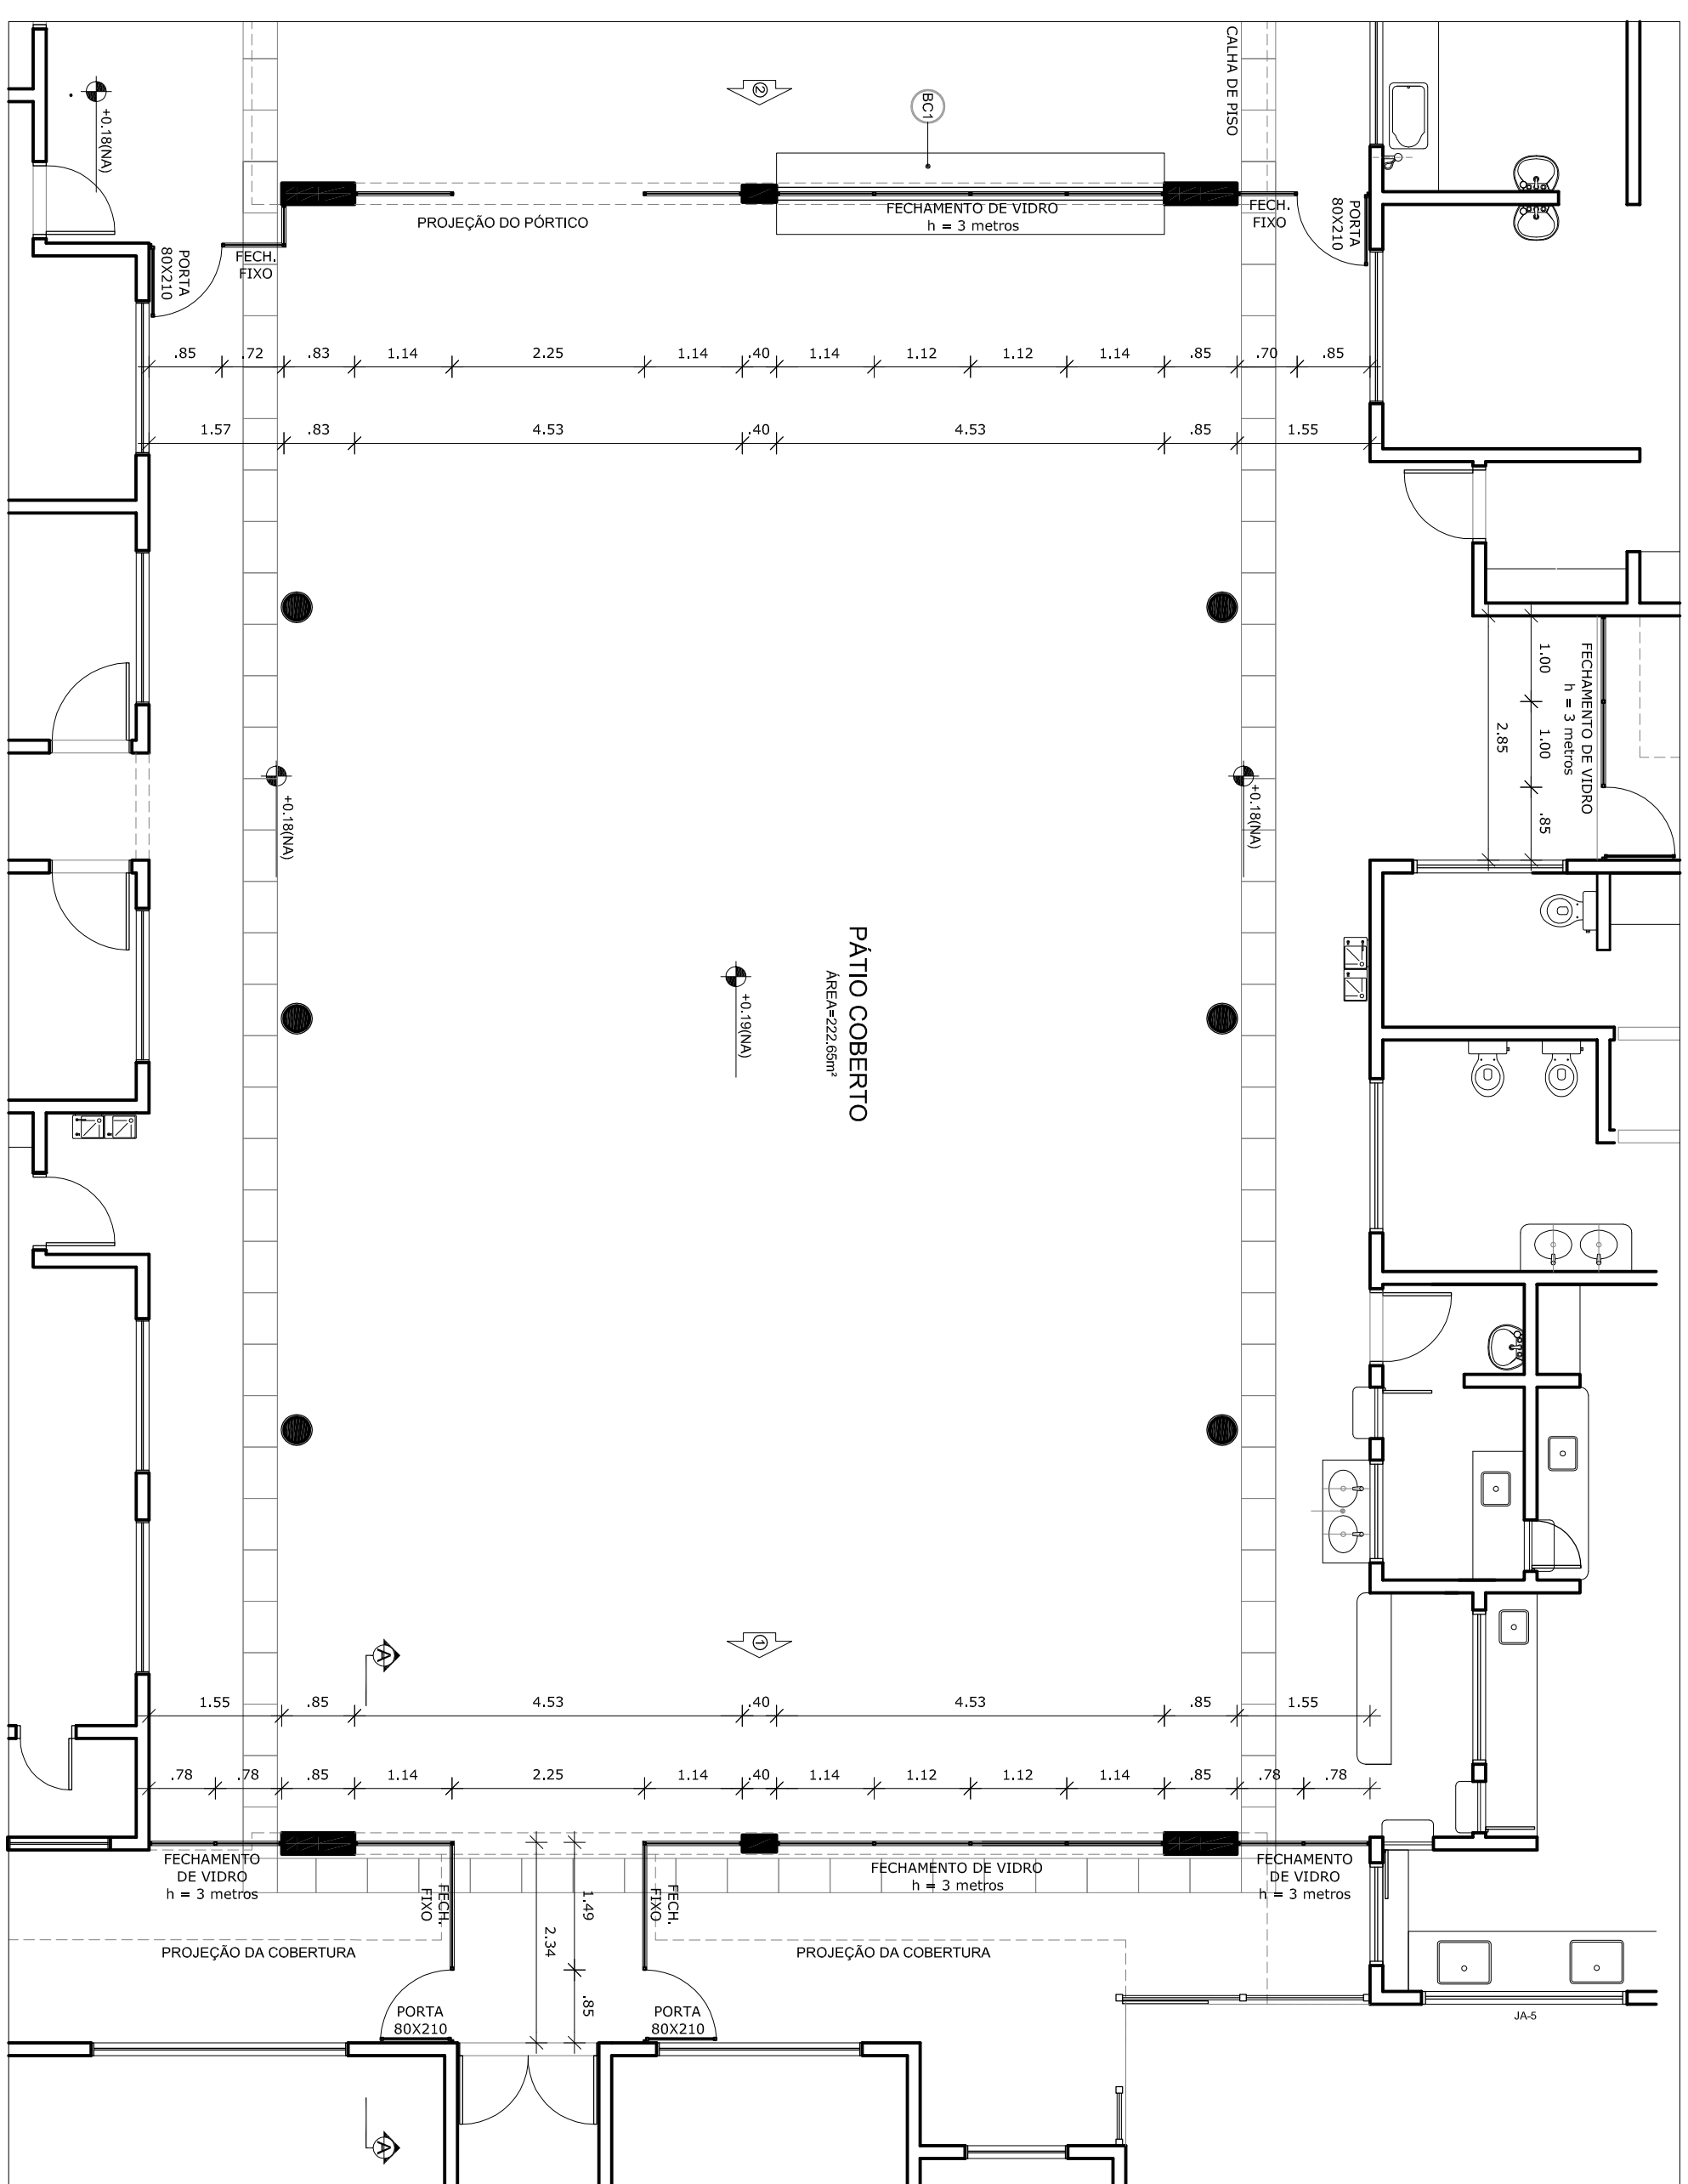 CALHA DE PISO
2
BC1
+0.18(NA)
PROJEÇÃO DO PÓRTICO
FECHAMENTO DE VIDRO
h = 3 metros
FECH.
FIXO
PORTA
80X210
FECH.
FIXO
PORTA
80X210
.85 .72 .83 1.14 2.25 1.14 .40 1.14 1.12 1.12 1.14 .85 .70 .85
1.57 .83 4.53 .40 4.53 .85 1.55
FECHAMENTO DE VIDRO
h = 3 metros
1.00 1.00 .85
2.85
+0.18(NA)
+0.18(NA)
PÁTIO COBERTO
ÁREA=222.65m²
+0.19(NA)
1
A
1.55 .85 4.53 .40 4.53 .85 1.55
.78 .78 .85 1.14 2.25 1.14 .40 1.14 1.12 1.12 1.14 .85 .78 .78
FECHAMENTO
DE VIDRO
h = 3 metros
FECH.
FIXO
1.49
2.34
.85
FECH.
FIXO
FECHAMENTO DE VIDRO
h = 3 metros
FECHAMENTO
DE VIDRO
h = 3 metros
PROJEÇÃO DA COBERTURA
PROJEÇÃO DA COBERTURA
PORTA
80X210
PORTA
80X210
JA-5
A